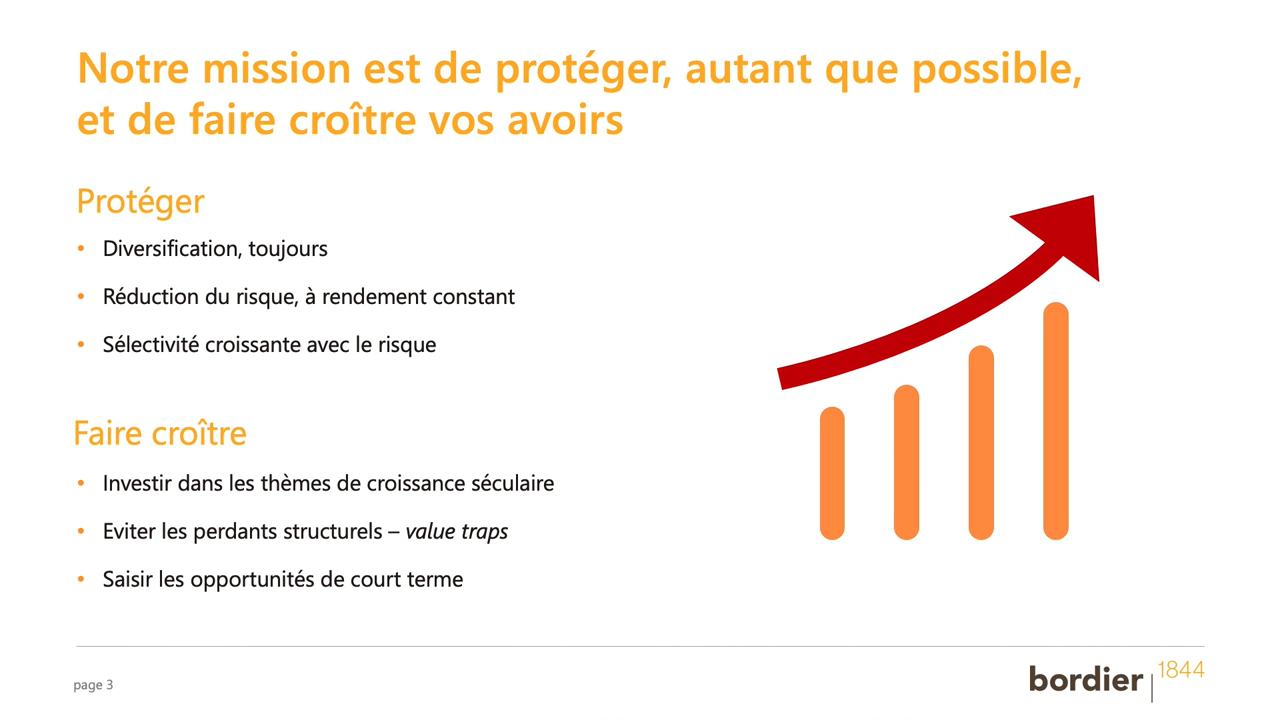 Notre mission est de protéger, autant que possible,
et de faire croître vos avoirs
Protéger
• Diversification, toujours
• Réduction du risque, à rendement constant
• Sélectivité croissante avec le risque
Faire croître
• Investir dans les thèmes de croissance séculaire
• Eviter les perdants structurels – value traps
• Saisir les opportunités de court terme
page 3
bordier | 1844